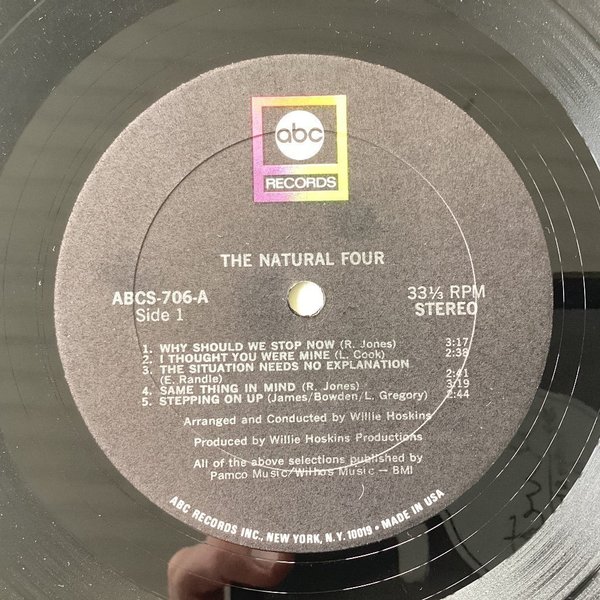 abc
RECORDS
THE NATURAL FOUR
ABCS-706-A
Side 1
33⅓ RPM
STEREO
1. WHY SHOULD WE STOP NOW (R. Jones) 3:17
2. I THOUGHT YOU WERE MINE (L. Cook) 2:38
3. THE SITUATION NEEDS NO EXPLANATION
(E. Randle) 2:41
4. SAME THING IN MIND (R. Jones) 3:19
5. STEPPING ON UP (James/Bowden/L. Gregory) 2:44
Arranged and Conducted by Willie Hoskins
Produced by Willie Hoskins Productions
All of the above selections published by
Pamco Music/Wilhos Music — BMI
ABC RECORDS INC., NEW YORK, N.Y. 10019 • MADE IN USA